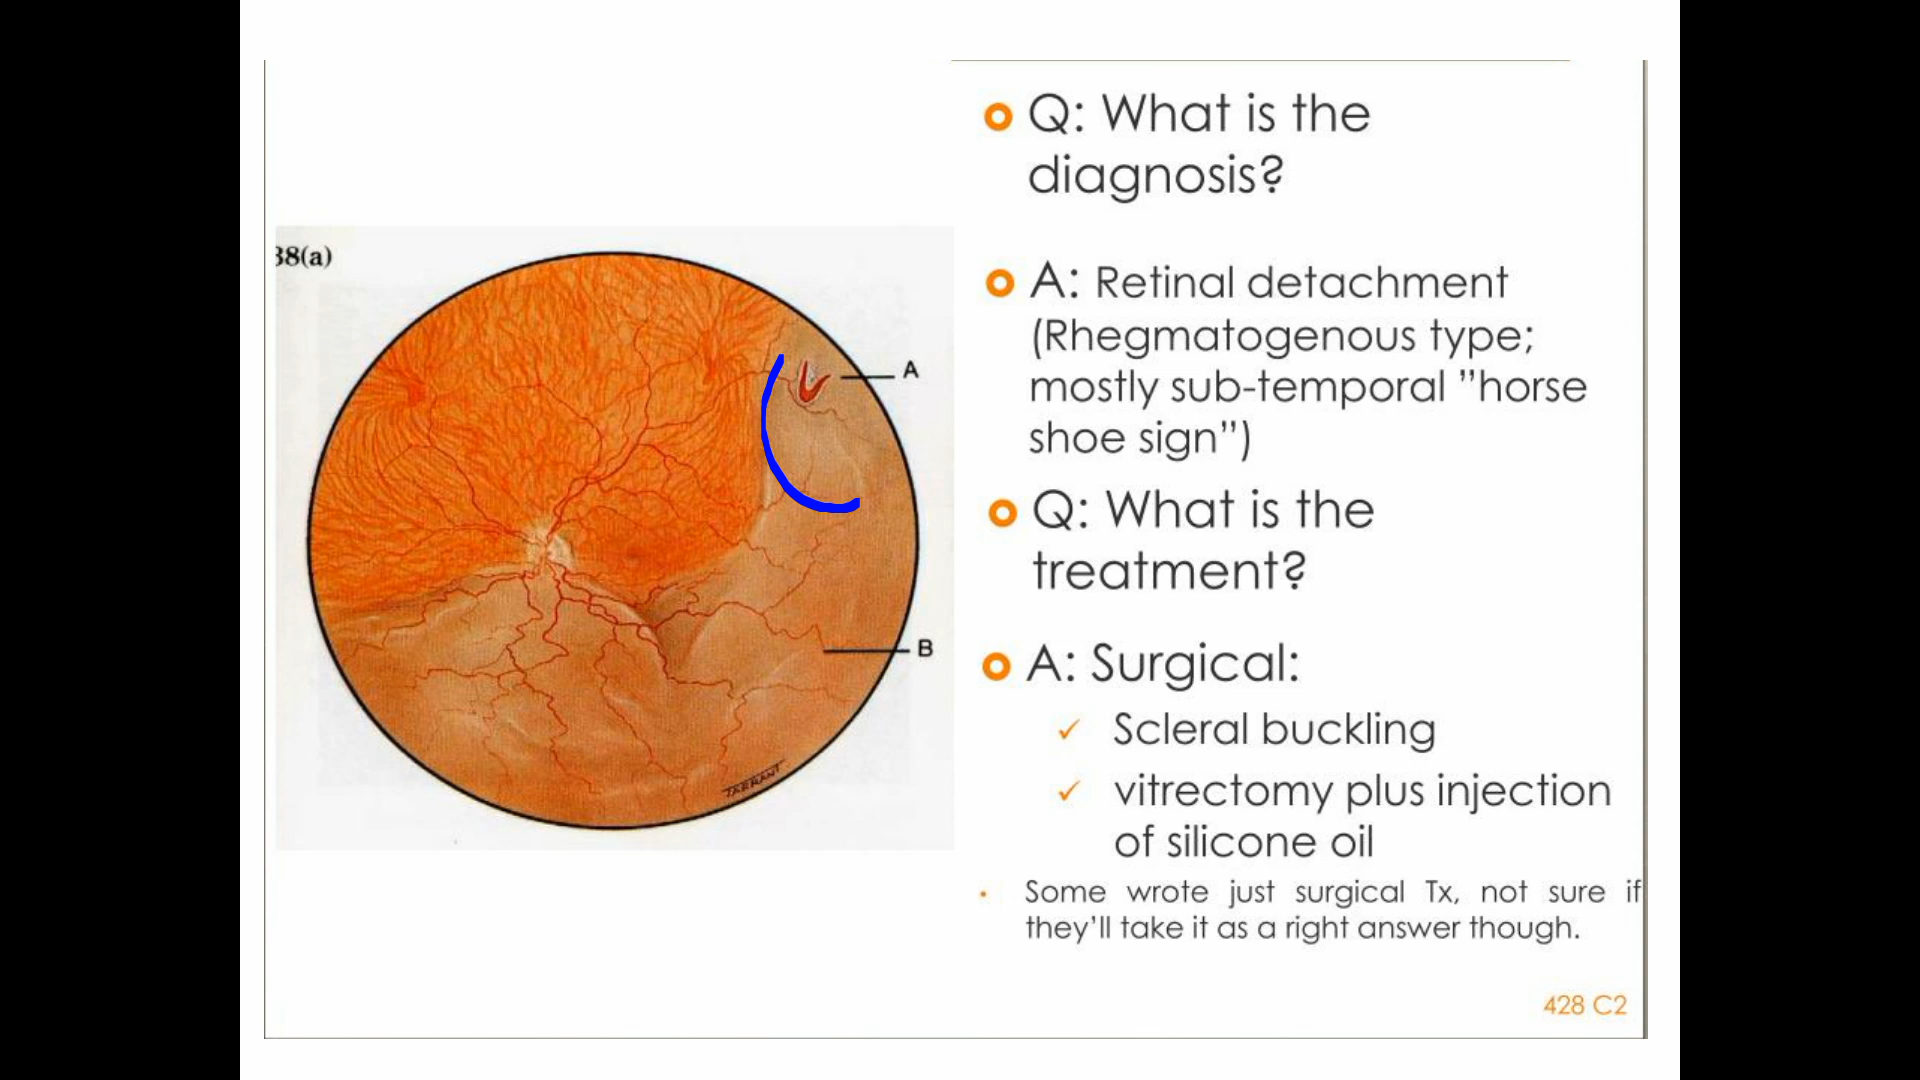 38(a)
A
B
TARRANT
Q: What is the
diagnosis?
A: Retinal detachment
(Rhegmatogenous type;
mostly sub-temporal ”horse
shoe sign”)
Q: What is the
treatment?
A: Surgical:
✓ Scleral buckling
✓ vitrectomy plus injection
of silicone oil
Some wrote just surgical Tx, not sure if
they’ll take it as a right answer though.
428 C2